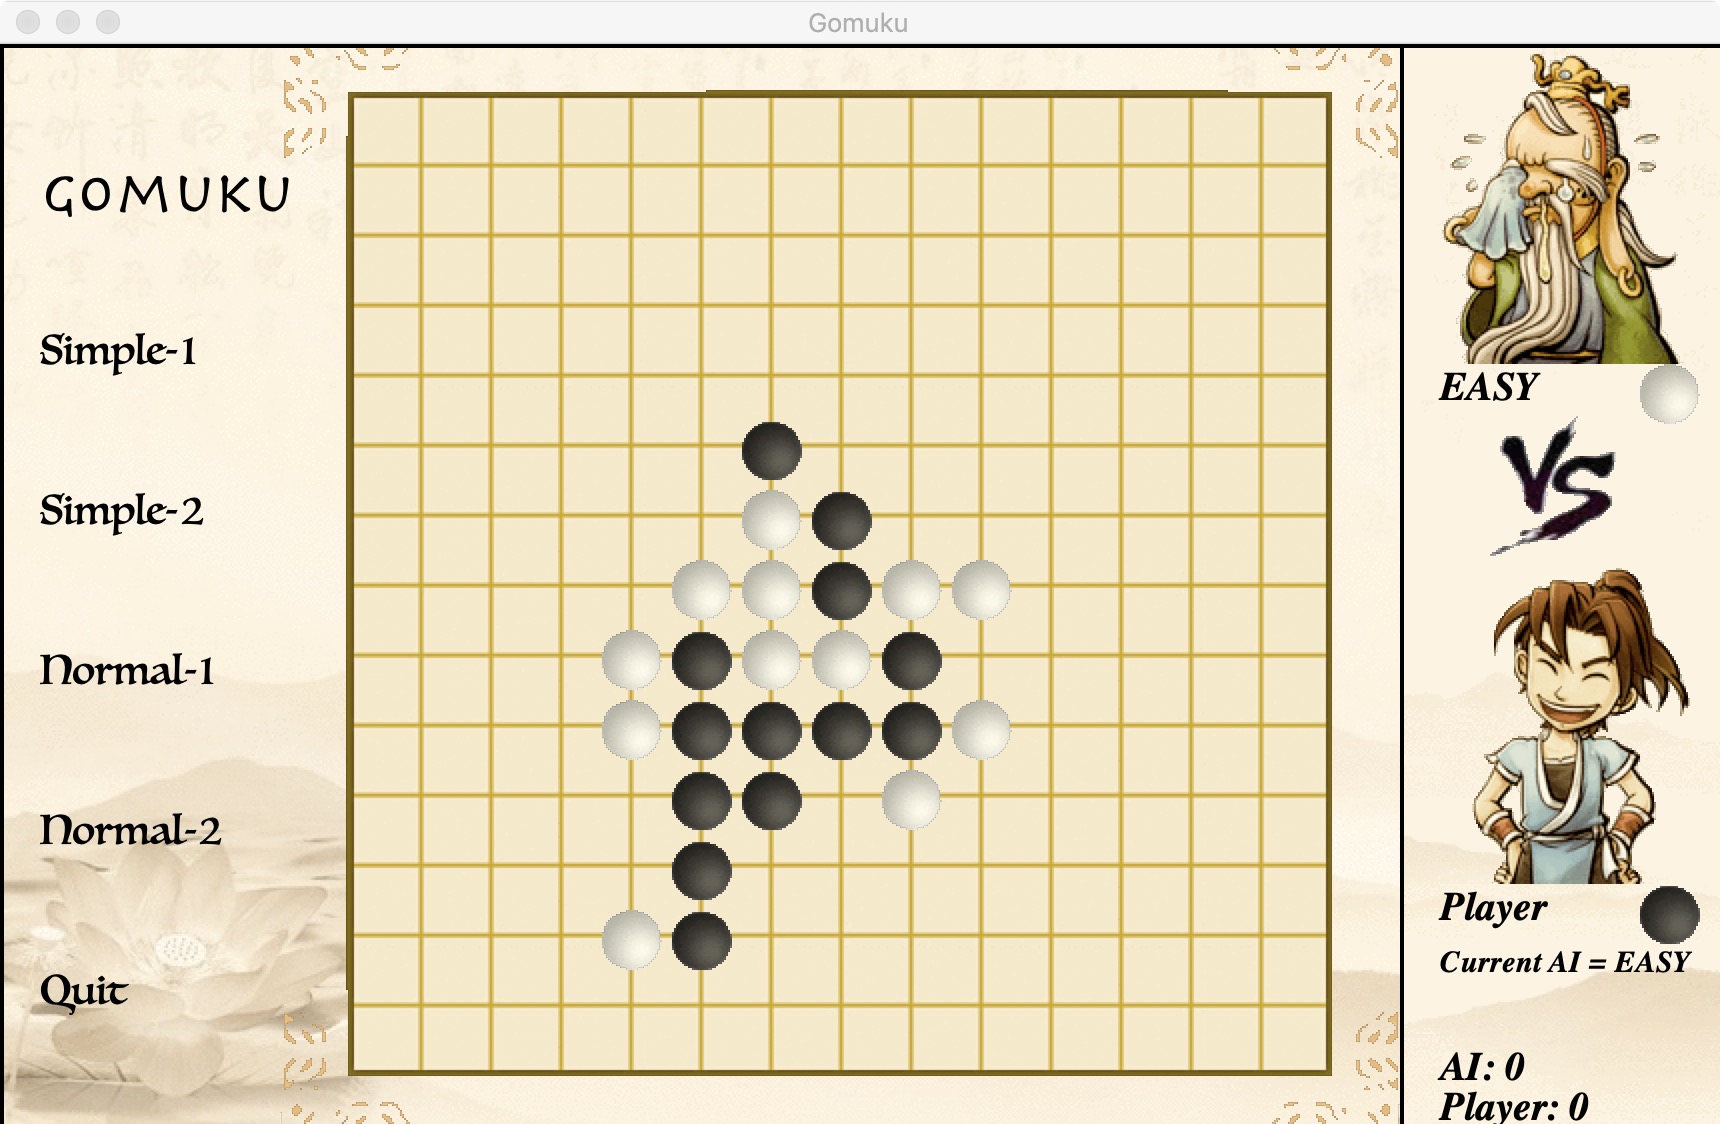 Gomuku
GOMUKU
Simple-1
Simple-2
Normal-1
Normal-2
Quit
EASY
VS
Player
Current AI = EASY
AI: 0
Player: 0